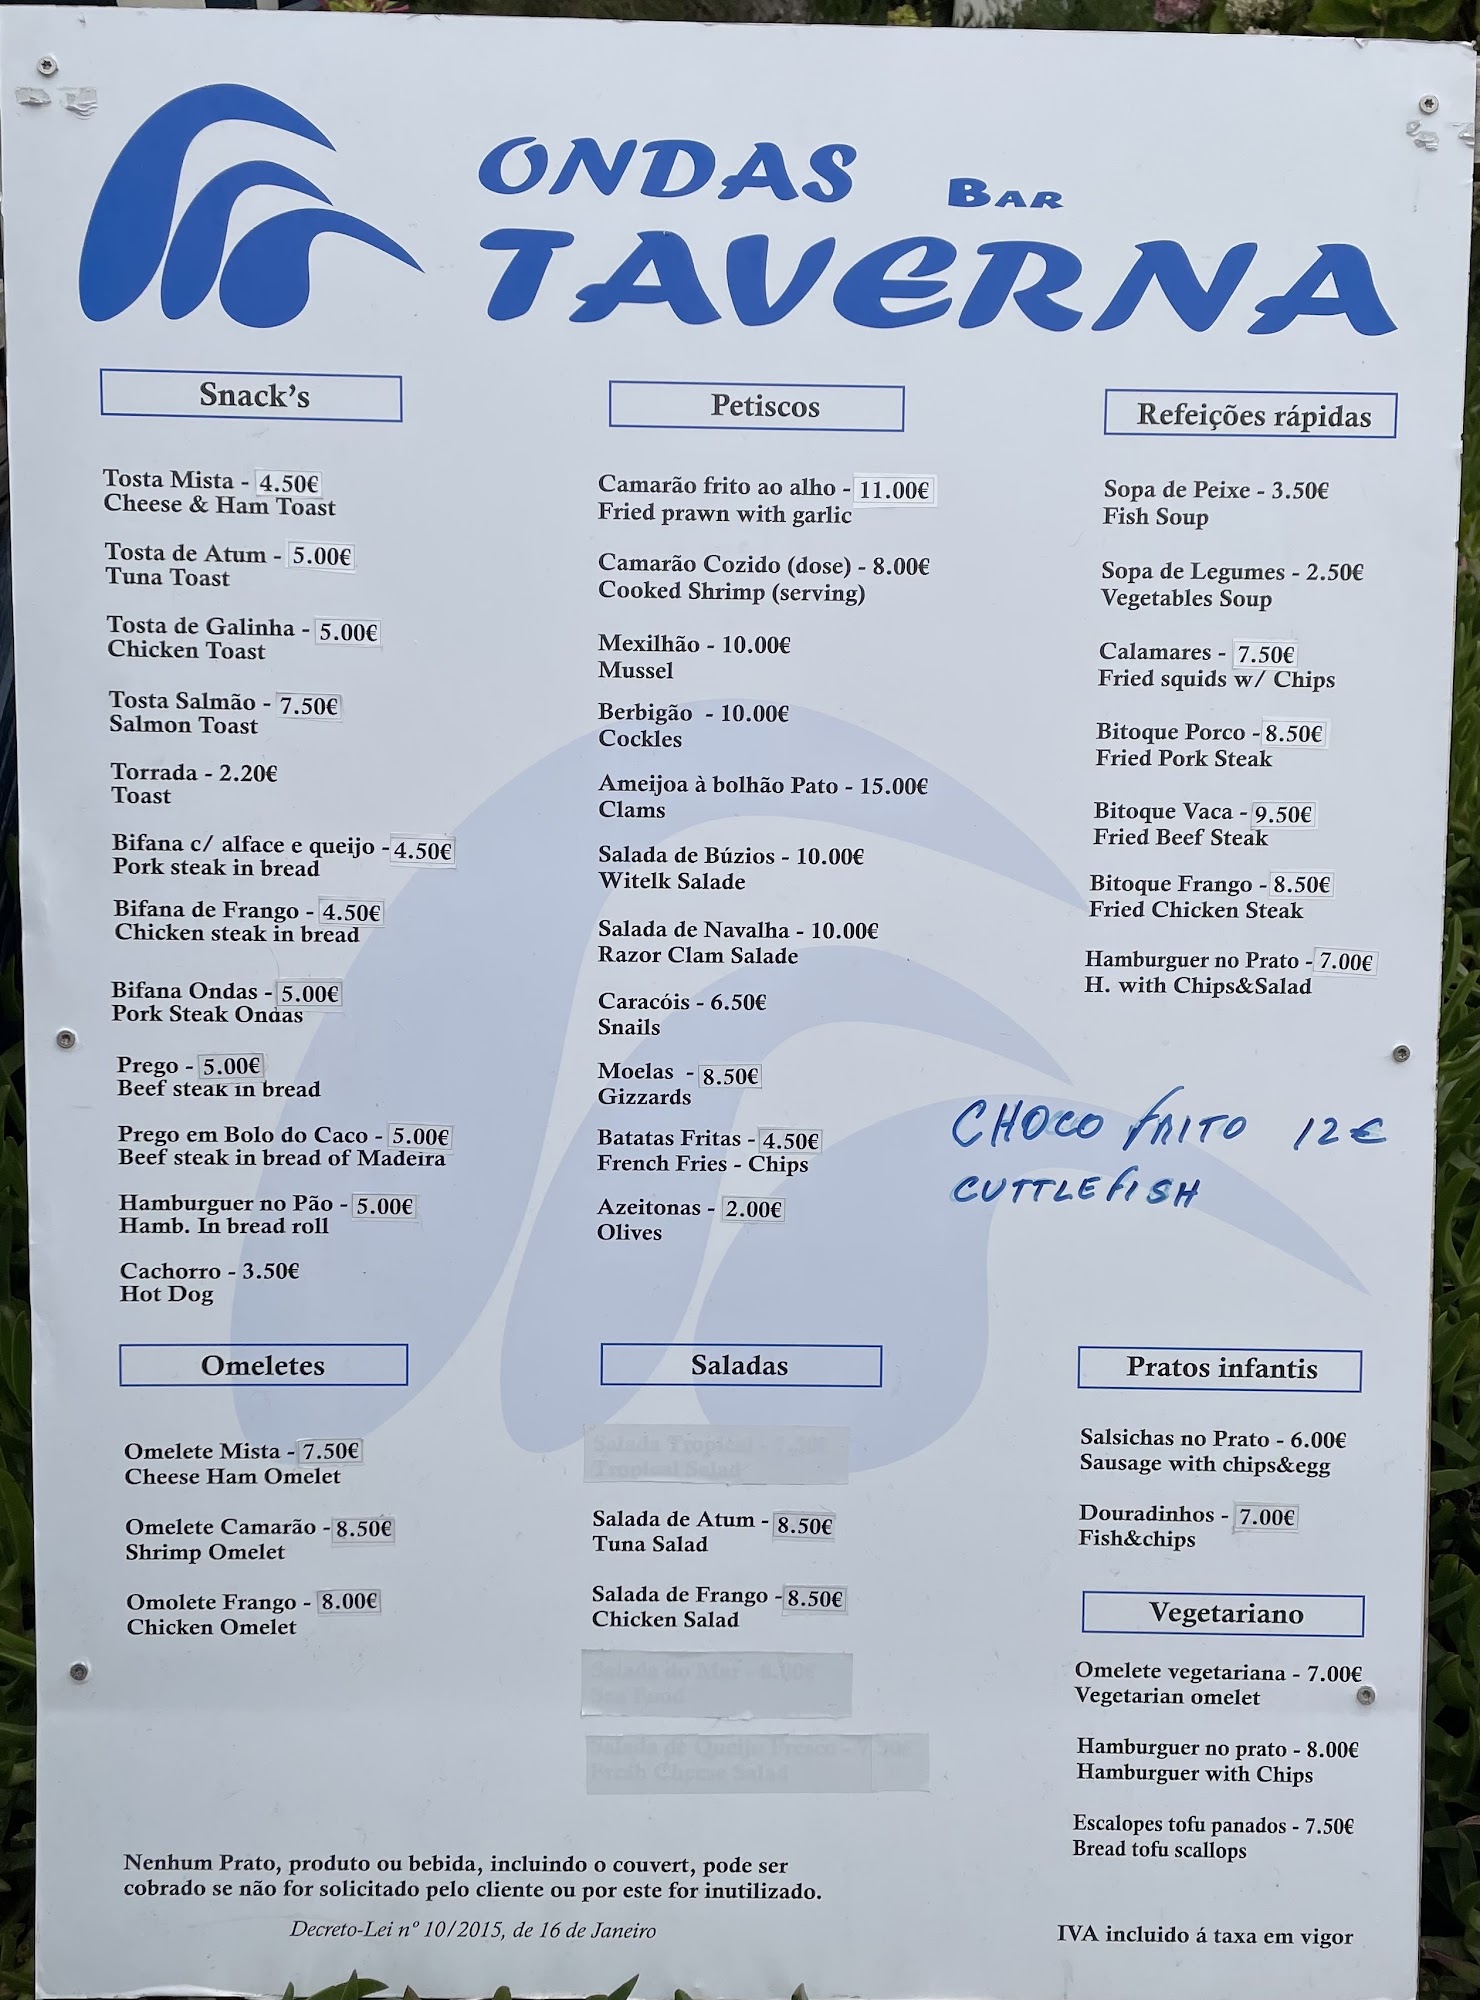 ONDAS BAR
TAVERNA
Snack's
Tosta Mista - 4.50€
Cheese & Ham Toast
Tosta de Atum - 5.00€
Tuna Toast
Tosta de Galinha - 5.00€
Chicken Toast
Tosta Salmão - 7.50€
Salmon Toast
Torrada - 2.20€
Toast
Bifana c/ alface e queijo - 4.50€
Pork steak in bread
Bifana de Frango - 4.50€
Chicken steak in bread
Bifana Ondas - 5.00€
Pork Steak Ondas
Prego - 5.00€
Beef steak in bread
Prego em Bolo do Caco - 5.00€
Beef steak in bread of Madeira
Hamburguer no Pão - 5.00€
Hamb. In bread roll
Cachorro - 3.50€
Hot Dog
Petiscos
Camarão frito ao alho - 11.00€
Fried prawn with garlic
Camarão Cozido (dose) - 8.00€
Cooked Shrimp (serving)
Mexilhão - 10.00€
Mussel
Berbigão - 10.00€
Cockles
Ameijoa à bolhão Pato - 15.00€
Clams
Salada de Búzios - 10.00€
Witelk Salade
Salada de Navalha - 10.00€
Razor Clam Salade
Caracóis - 6.50€
Snails
Moelas - 8.50€
Gizzards
Batatas Fritas - 4.50€
French Fries - Chips
Azeitonas - 2.00€
Olives
Refeições rápidas
Sopa de Peixe - 3.50€
Fish Soup
Sopa de Legumes - 2.50€
Vegetables Soup
Calamares - 7.50€
Fried squids w/ Chips
Bitoque Porco - 8.50€
Fried Pork Steak
Bitoque Vaca - 9.50€
Fried Beef Steak
Bitoque Frango - 8.50€
Fried Chicken Steak
Hamburguer no Prato - 7.00€
H. with Chips&Salad
CHOCO FRITO 12€
CUTTLEFISH
Omeletes
Omelete Mista - 7.50€
Cheese Ham Omelet
Omelete Camarão - 8.50€
Shrimp Omelet
Omolete Frango - 8.00€
Chicken Omelet
Saladas
Salada Tropical
Tropical Salad
Salada de Atum - 8.50€
Tuna Salad
Salada de Frango - 8.50€
Chicken Salad
Salada do Mar
Salada de Queijo Fresco
Fresh Cheese Salad
Pratos infantis
Salsichas no Prato - 6.00€
Sausage with chips&egg
Douradinhos - 7.00€
Fish&chips
Vegetariano
Omelete vegetariana - 7.00€
Vegetarian omelet
Hamburguer no prato - 8.00€
Hamburguer with Chips
Escalopes tofu panados - 7.50€
Bread tofu scallops
Nenhum Prato, produto ou bebida, incluindo o couvert, pode ser
cobrado se não for solicitado pelo cliente ou por este for inutilizado.
Decreto-Lei nº 10/2015, de 16 de Janeiro
IVA incluido á taxa em vigor